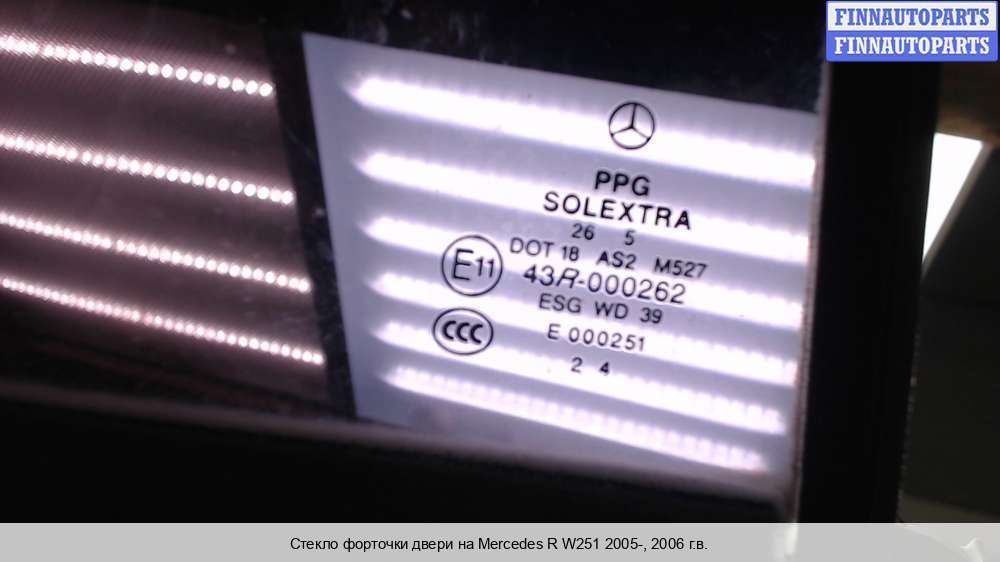 FINNAUTOPARTS
FINNAUTOPARTS
PPG
SOLEXTRA
26 5
DOT 18 AS2 M527
E11
43R-000262
ESG WD 39
CCC
E 000251
2 4
Стекло форточки двери на Mercedes R W251 2005-, 2006 г.в.